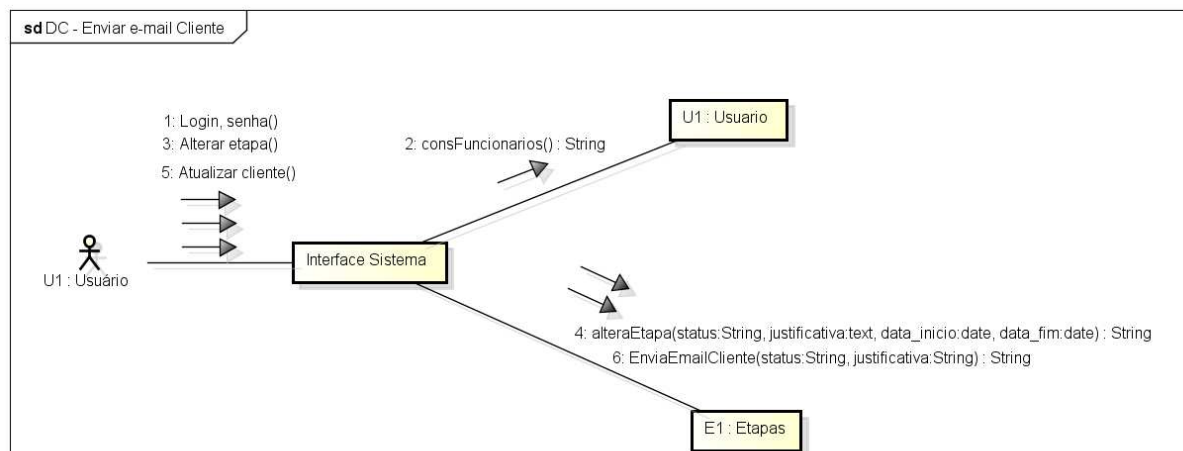 sd DC - Enviar e-mail Cliente
1: Login, senha()
3: Alterar etapa()
5: Atualizar cliente()
U1 : Usuario
2: consFuncionarios() : String
Interface Sistema
U1 : Usuário
4: alteraEtapa(status:String, justificativa:text, data_inicio:date, data_fim:date) : String
6: EnviaEmailCliente(status:String, justificativa:String) : String
E1 : Etapas